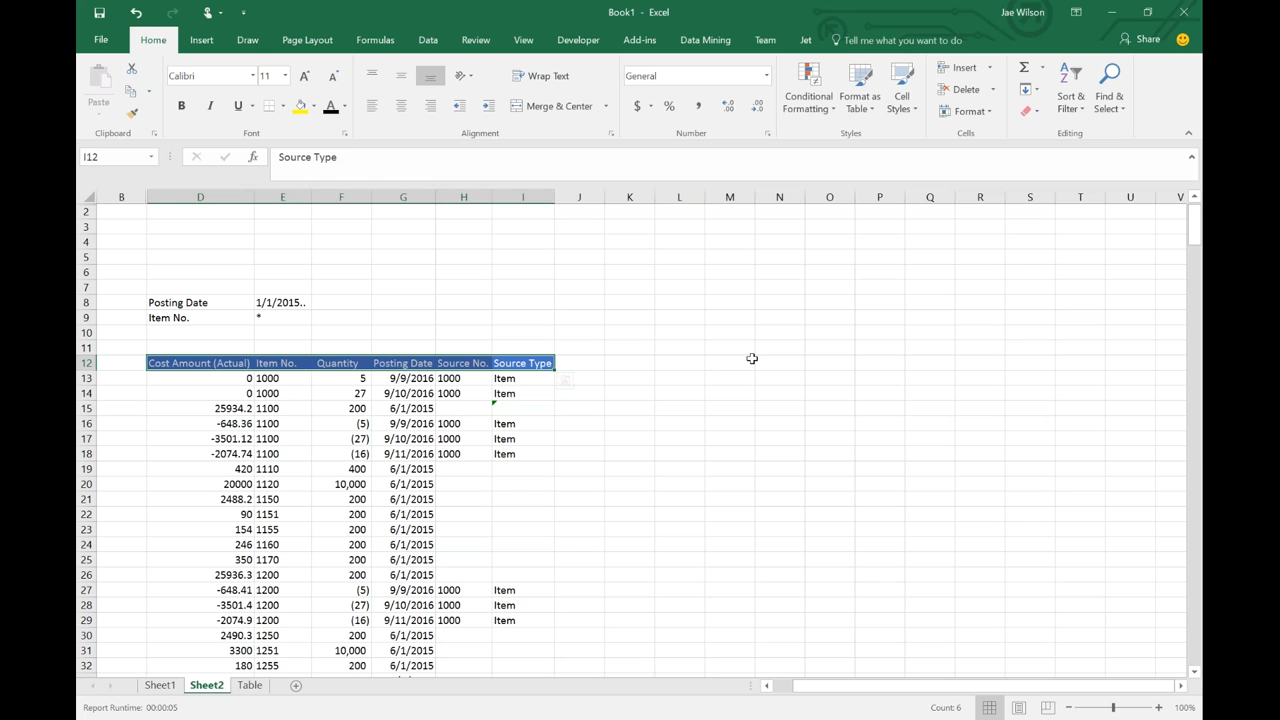 Book1 - Excel
Jae Wilson
File Home Insert Draw Page Layout Formulas Data Review View Developer Add-ins Data Mining Team Jet Tell me what you want to do Share
Paste
Calibri 11
B I U A
Wrap Text
Merge & Center
General
$ % ,
Conditional Formatting
Format as Table
Cell Styles
Insert
Delete
Format
Sort & Filter
Find & Select
Clipboard Font Alignment Number Styles Cells Editing
I12 fx Source Type
B D E F G H I J K L M N O P Q R S T U V
2
3
4
5
6
7
8 Posting Date 1/1/2015..
9 Item No. *
10
11
12 Cost Amount (Actual) Item No. Quantity Posting Date Source No. Source Type
13 0 1000 5 9/9/2016 1000 Item
14 0 1000 27 9/10/2016 1000 Item
15 25934.2 1100 200 6/1/2015
16 -648.36 1100 (5) 9/9/2016 1000 Item
17 -3501.12 1100 (27) 9/10/2016 1000 Item
18 -2074.74 1100 (16) 9/11/2016 1000 Item
19 420 1110 400 6/1/2015
20 20000 1120 10,000 6/1/2015
21 2488.2 1150 200 6/1/2015
22 90 1151 200 6/1/2015
23 154 1155 200 6/1/2015
24 246 1160 200 6/1/2015
25 350 1170 200 6/1/2015
26 25936.3 1200 200 6/1/2015
27 -648.41 1200 (5) 9/9/2016 1000 Item
28 -3501.4 1200 (27) 9/10/2016 1000 Item
29 -2074.9 1200 (16) 9/11/2016 1000 Item
30 2490.3 1250 200 6/1/2015
31 3300 1251 10,000 6/1/2015
32 180 1255 200 6/1/2015
Sheet1 Sheet2 Table
Report Runtime: 00:00:05 Count: 6 100%